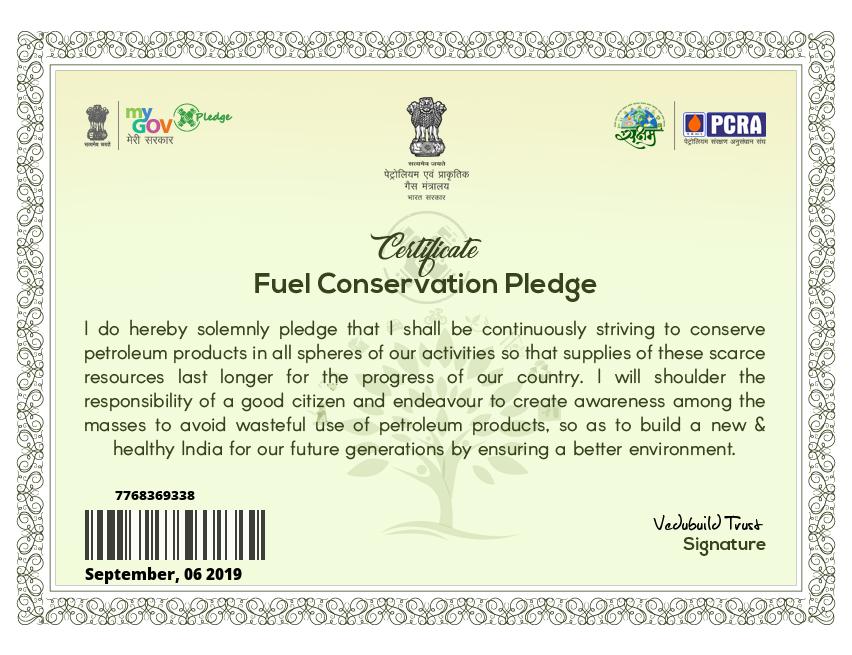 सत्यमेव जयते
my
GOV
मेरी सरकार
Pledge
सत्यमेव जयते
पेट्रोलियम एवं प्राकृतिक
गैस मंत्रालय
भारत सरकार
सक्षम
PCRA
पेट्रोलियम संरक्षण अनुसंधान संघ
Certificate
Fuel Conservation Pledge
I do hereby solemnly pledge that I shall be continuously striving to conserve
petroleum products in all spheres of our activities so that supplies of these scarce
resources last longer for the progress of our country. I will shoulder the
responsibility of a good citizen and endeavour to create awareness among the
masses to avoid wasteful use of petroleum products, so as to build a new &
healthy India for our future generations by ensuring a better environment.
7768369338
September, 06 2019
Vedubuild Trust
Signature